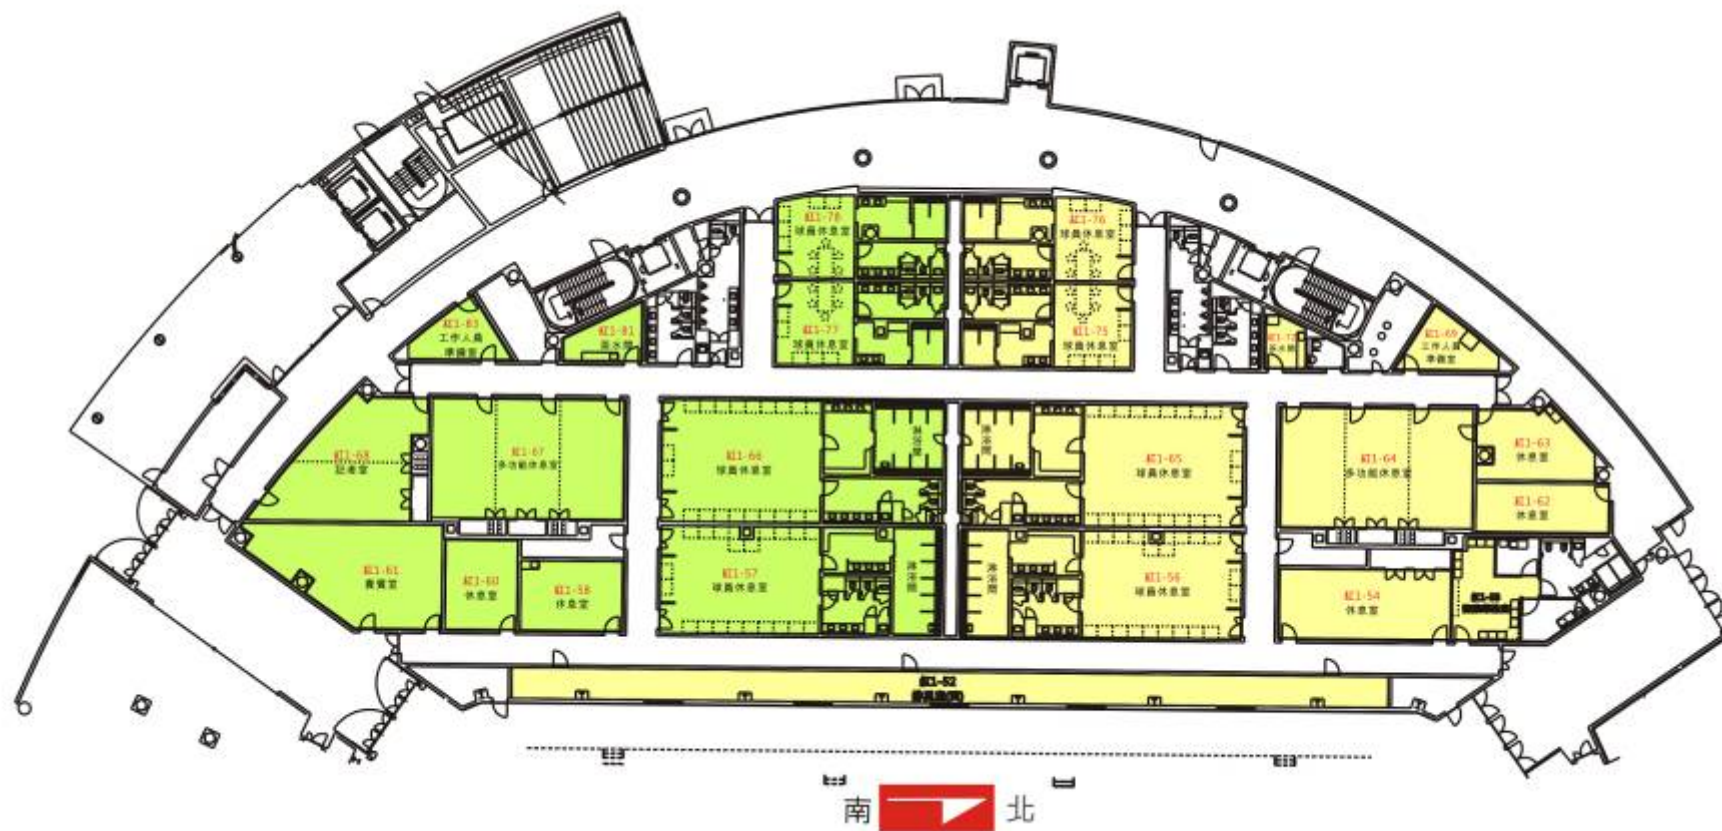 紅1-78
球員休息室
紅1-76
球員休息室
紅1-77
球員休息室
紅1-75
球員休息室
紅1-83
工作人員
準備室
紅1-81
茶水間
茶水間
紅1-69
工作人員
準備室
紅1-68
記者室
紅1-67
多功能休息室
紅1-66
球員休息室
淋浴間
淋浴間
紅1-65
球員休息室
紅1-64
多功能休息室
紅1-63
休息室
紅1-62
休息室
紅1-61
貴賓室
紅1-60
休息室
紅1-58
休息室
紅1-57
球員休息室
淋浴間
淋浴間
紅1-56
球員休息室
紅1-54
休息室
紅1-52
南
北